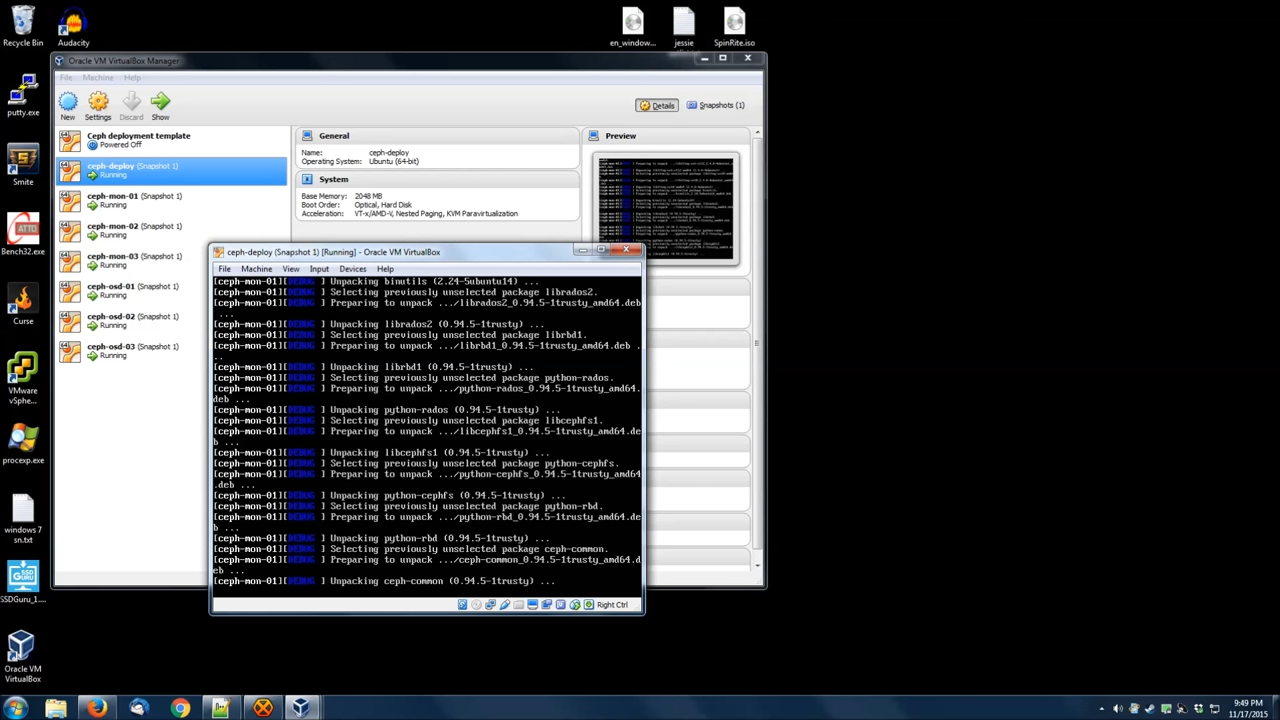 Recycle Bin
Audacity
en_window...
jessie
SpinRite.iso
putty.exe
Smite
Bench32.exe
Curse
VMware
vSphe...
procexp.exe
windows 7
sn.txt
SSDGuru_1....
Oracle VM
VirtualBox
Oracle VM VirtualBox Manager
File Machine Help
New Settings Discard Show
Details Snapshots (1)
Ceph deployment template
Powered Off
ceph-deploy (Snapshot 1)
Running
ceph-mon-01 (Snapshot 1)
Running
ceph-mon-02 (Snapshot 1)
Running
ceph-mon-03 (Snapshot 1)
Running
ceph-osd-01 (Snapshot 1)
Running
ceph-osd-02 (Snapshot 1)
Running
ceph-osd-03 (Snapshot 1)
Running
General
Name: ceph-deploy
Operating System: Ubuntu (64-bit)
System
Base Memory: 2048 MB
Boot Order: Optical, Hard Disk
Acceleration: VT-x/AMD-V, Nested Paging, KVM Paravirtualization
Preview
ceph-deploy (Snapshot 1) [Running] - Oracle VM VirtualBox
File Machine View Input Devices Help
[ceph-mon-01][DEBUG ] Unpacking binutils (2.24-5ubuntu14) ...
[ceph-mon-01][DEBUG ] Selecting previously unselected package librados2.
[ceph-mon-01][DEBUG ] Preparing to unpack .../librados2_0.94.5-1trusty_amd64.deb
...
[ceph-mon-01][DEBUG ] Unpacking librados2 (0.94.5-1trusty) ...
[ceph-mon-01][DEBUG ] Selecting previously unselected package librbd1.
[ceph-mon-01][DEBUG ] Preparing to unpack .../librbd1_0.94.5-1trusty_amd64.deb .
..
[ceph-mon-01][DEBUG ] Unpacking librbd1 (0.94.5-1trusty) ...
[ceph-mon-01][DEBUG ] Selecting previously unselected package python-rados.
[ceph-mon-01][DEBUG ] Preparing to unpack .../python-rados_0.94.5-1trusty_amd64.
deb ...
[ceph-mon-01][DEBUG ] Unpacking python-rados (0.94.5-1trusty) ...
[ceph-mon-01][DEBUG ] Selecting previously unselected package libcephfs1.
[ceph-mon-01][DEBUG ] Preparing to unpack .../libcephfs1_0.94.5-1trusty_amd64.de
b ...
[ceph-mon-01][DEBUG ] Unpacking libcephfs1 (0.94.5-1trusty) ...
[ceph-mon-01][DEBUG ] Selecting previously unselected package python-cephfs.
[ceph-mon-01][DEBUG ] Preparing to unpack .../python-cephfs_0.94.5-1trusty_amd64
.deb ...
[ceph-mon-01][DEBUG ] Unpacking python-cephfs (0.94.5-1trusty) ...
[ceph-mon-01][DEBUG ] Selecting previously unselected package python-rbd.
[ceph-mon-01][DEBUG ] Preparing to unpack .../python-rbd_0.94.5-1trusty_amd64.de
b ...
[ceph-mon-01][DEBUG ] Unpacking python-rbd (0.94.5-1trusty) ...
[ceph-mon-01][DEBUG ] Selecting previously unselected package ceph-common.
[ceph-mon-01][DEBUG ] Preparing to unpack .../ceph-common_0.94.5-1trusty_amd64.d
eb ...
[ceph-mon-01][DEBUG ] Unpacking ceph-common (0.94.5-1trusty) ...
Right Ctrl
9:49 PM
11/17/2015